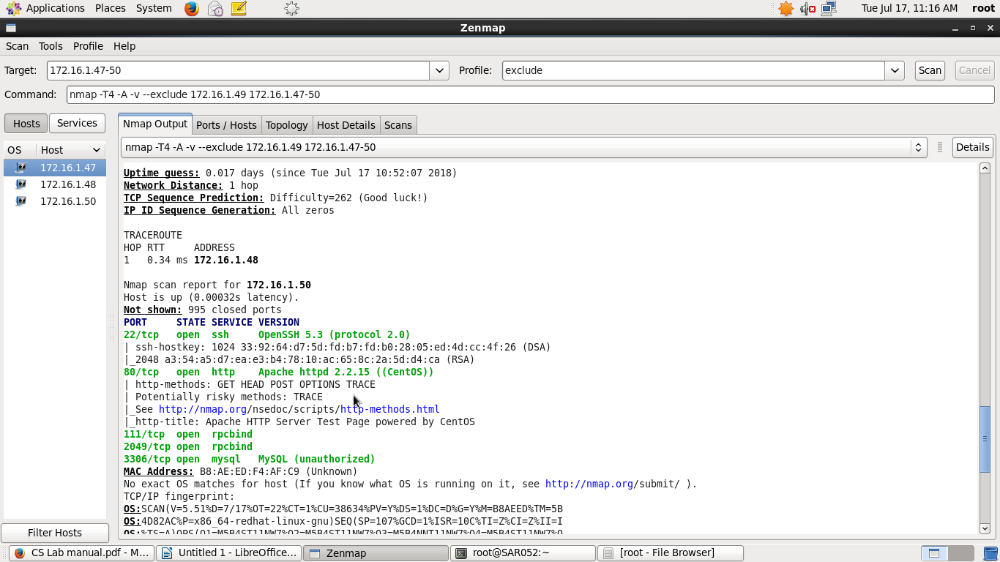 Applications Places System Tue Jul 17, 11:16 AM root
Zenmap
Scan Tools Profile Help
Target: 172.16.1.47-50 Profile: exclude Scan Cancel
Command: nmap -T4 -A -v --exclude 172.16.1.49 172.16.1.47-50
Hosts Services Nmap Output Ports / Hosts Topology Host Details Scans
OS Host
172.16.1.47
172.16.1.48
172.16.1.50
Filter Hosts
nmap -T4 -A -v --exclude 172.16.1.49 172.16.1.47-50 Details
Uptime guess: 0.017 days (since Tue Jul 17 10:52:07 2018)
Network Distance: 1 hop
TCP Sequence Prediction: Difficulty=262 (Good luck!)
IP ID Sequence Generation: All zeros
TRACEROUTE
HOP RTT     ADDRESS
1   0.34 ms 172.16.1.48
Nmap scan report for 172.16.1.50
Host is up (0.00032s latency).
Not shown: 995 closed ports
PORT     STATE SERVICE VERSION
22/tcp   open  ssh     OpenSSH 5.3 (protocol 2.0)
| ssh-hostkey: 1024 33:92:64:d7:5d:fd:b7:fd:b0:28:05:ed:4d:cc:4f:26 (DSA)
|_2048 a3:54:a5:d7:ea:e3:b4:78:10:ac:65:8c:2a:5d:d4:ca (RSA)
80/tcp   open  http    Apache httpd 2.2.15 ((CentOS))
| http-methods: GET HEAD POST OPTIONS TRACE
| Potentially risky methods: TRACE
|_See http://nmap.org/nsedoc/scripts/http-methods.html
|_http-title: Apache HTTP Server Test Page powered by CentOS
111/tcp  open  rpcbind
2049/tcp open  rpcbind
3306/tcp open  mysql   MySQL (unauthorized)
MAC Address: B8:AE:ED:F4:AF:C9 (Unknown)
No exact OS matches for host (If you know what OS is running on it, see http://nmap.org/submit/ ).
TCP/IP fingerprint:
OS:SCAN(V=5.51%D=7/17%OT=22%CT=1%CU=38634%PV=Y%DS=1%DC=D%G=Y%M=B8AEED%TM=5B
OS:4D82AC%P=x86_64-redhat-linux-gnu)SEQ(SP=107%GCD=1%ISR=10C%TI=Z%CI=Z%II=I
CS Lab manual.pdf - M... Untitled 1 - LibreOffice... Zenmap root@SAR052:~ [root - File Browser]